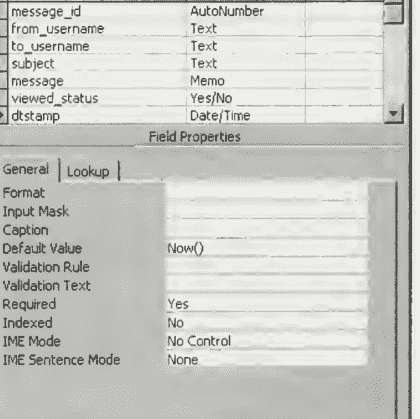 message_id AutoNumber
from_username Text
to_username Text
subject Text
message Memo
viewed_status Yes/No
dtstamp Date/Time
Field Properties
General Lookup
Format
Input Mask
Caption
Default Value Now()
Validation Rule
Validation Text
Required Yes
Indexed No
IME Mode No Control
IME Sentence Mode None